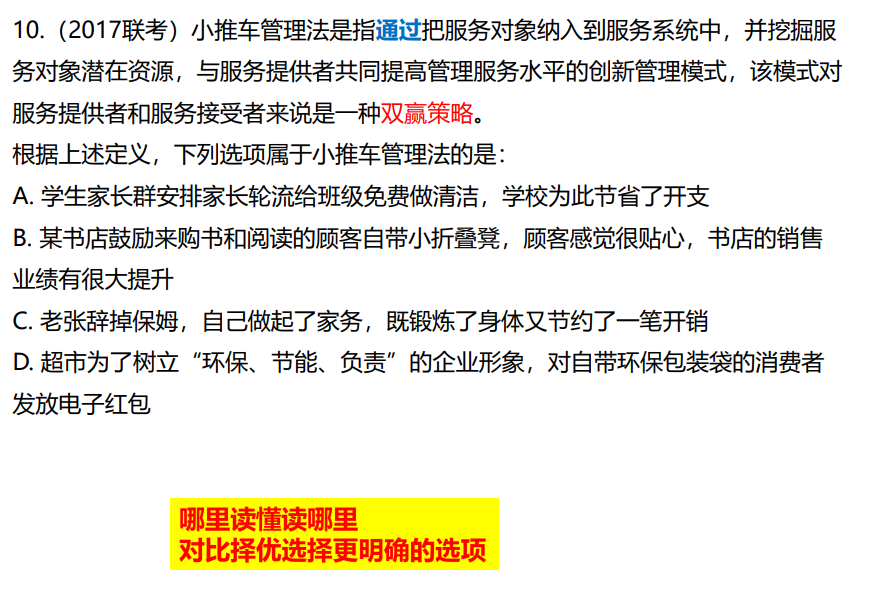 10.（2017联考）小推车管理法是指通过把服务对象纳入到服务系统中，并挖掘服
务对象潜在资源，与服务提供者共同提高管理服务水平的创新管理模式，该模式对
服务提供者和服务接受者来说是一种双赢策略。
根据上述定义，下列选项属于小推车管理法的是：
A. 学生家长群安排家长轮流给班级免费做清洁，学校为此节省了开支
B. 某书店鼓励来购书和阅读的顾客自带小折叠凳，顾客感觉很贴心，书店的销售
业绩有很大提升
C. 老张辞掉保姆，自己做起了家务，既锻炼了身体又节约了一笔开销
D. 超市为了树立“环保、节能、负责”的企业形象，对自带环保包装袋的消费者
发放电子红包
哪里读懂读哪里
对比择优选择更明确的选项